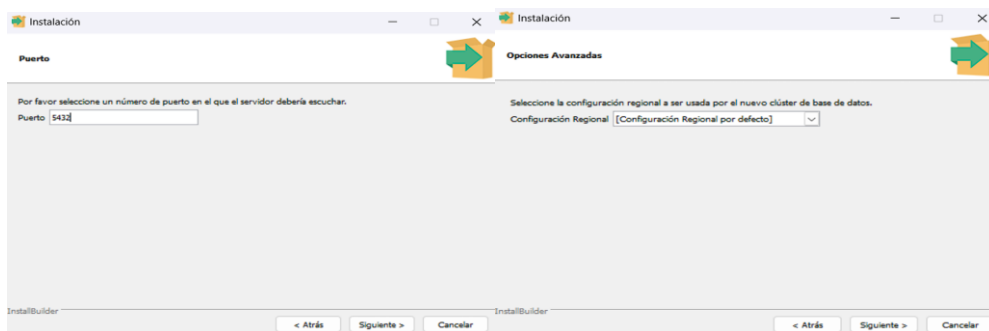 Instalación
Puerto
Por favor seleccione un número de puerto en el que el servidor debería escuchar.
Puerto 5432
InstallBuilder
< Atrás Siguiente > Cancelar
Instalación
Opciones Avanzadas
Seleccione la configuración regional a ser usada por el nuevo clúster de base de datos.
Configuración Regional [Configuración Regional por defecto]
InstallBuilder
< Atrás Siguiente > Cancelar